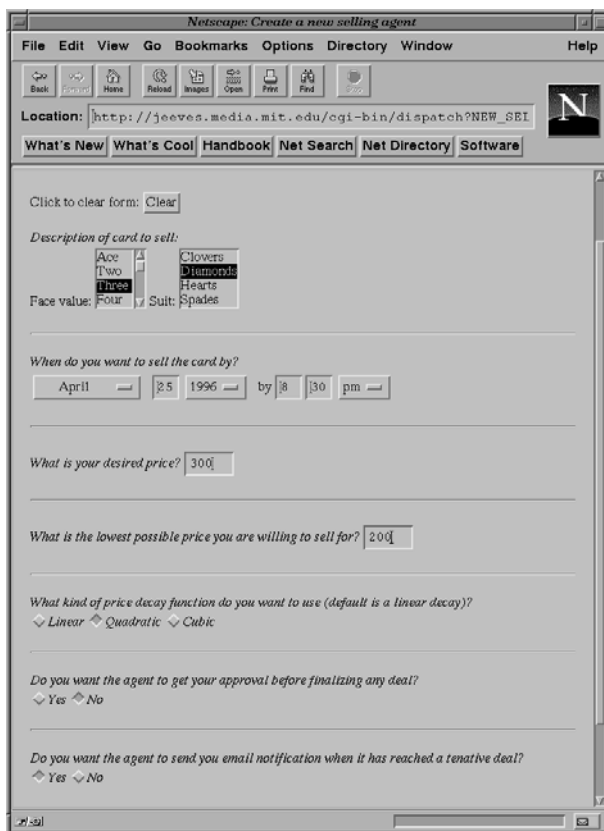 Netscape: Create a new selling agent
File Edit View Go Bookmarks Options Directory Window Help
Back Forward Home Reload Images Open Print Find Stop
N
Location: http://jeeves.media.mit.edu/cgi-bin/dispatch?NEW_SEL
What's New What's Cool Handbook Net Search Net Directory Software
Click to clear form: Clear
Description of card to sell:
Ace Clovers
Two Diamonds
Three Hearts
Face value: Four Suit: Spades
When do you want to sell the card by?
April 25 1996 by 8 30 pm
What is your desired price? 300
What is the lowest possible price you are willing to sell for? 200
What kind of price decay function do you want to use (default is a linear decay)?
Linear Quadratic Cubic
Do you want the agent to get your approval before finalizing any deal?
Yes No
Do you want the agent to send you email notification when it has reached a tenative deal?
Yes No